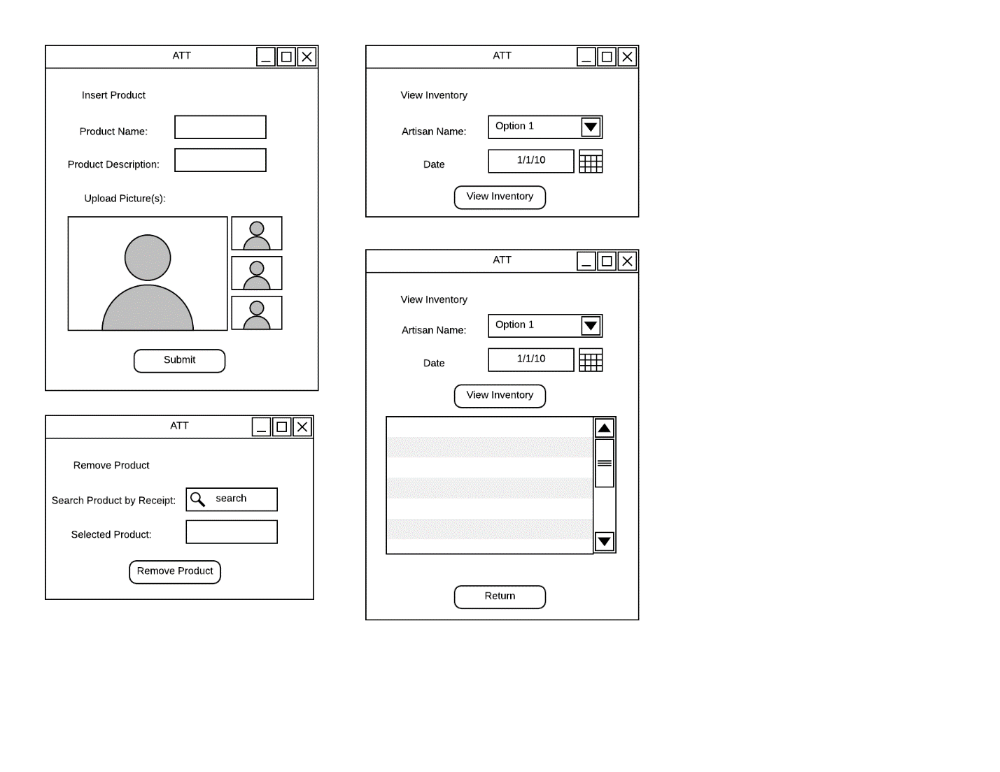 ATT
Insert Product
Product Name:
Product Description:
Upload Picture(s):
Submit
ATT
Remove Product
Search Product by Receipt: search
Selected Product:
Remove Product
ATT
View Inventory
Artisan Name: Option 1
Date 1/1/10
View Inventory
ATT
View Inventory
Artisan Name: Option 1
Date 1/1/10
View Inventory
Return